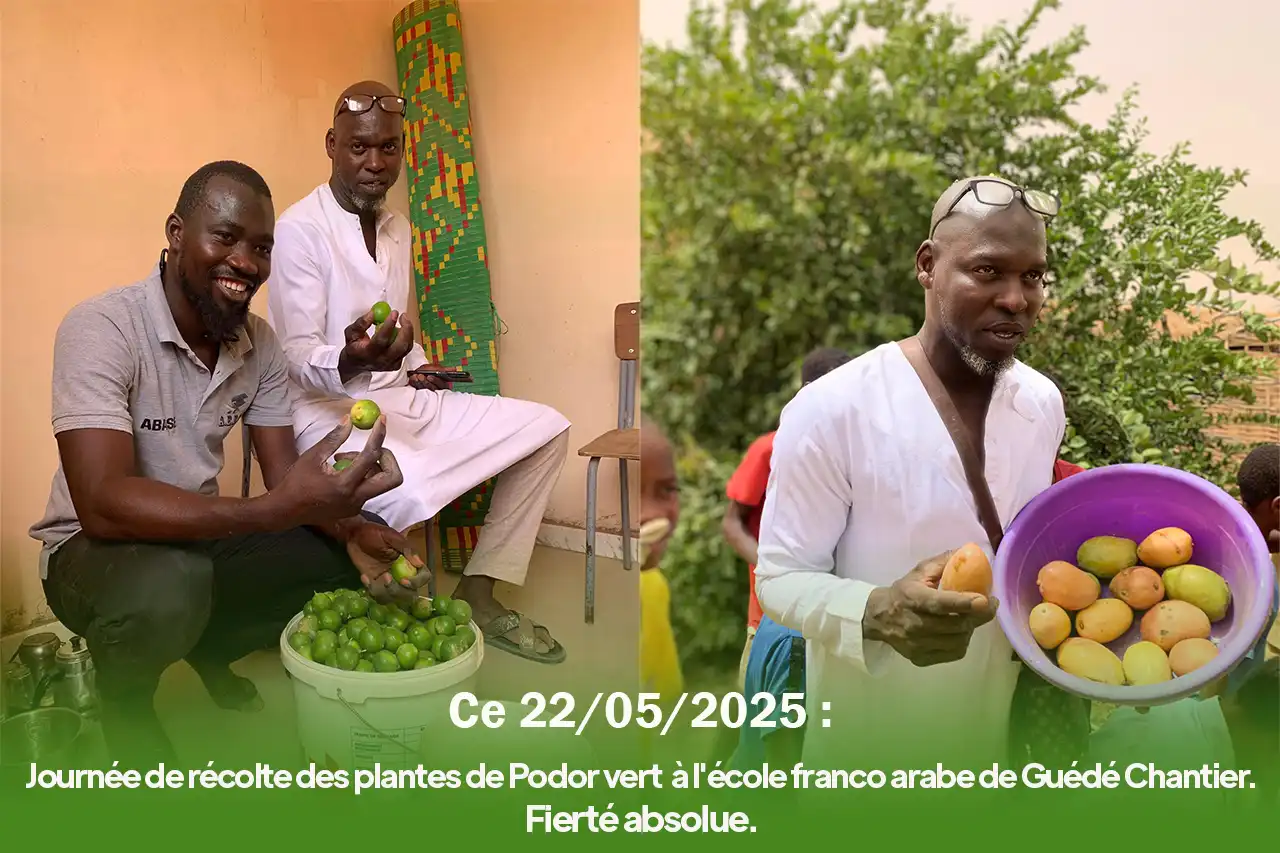 ABASS
Ce 22/05/2025 :
Journée de récolte des plantes de Podor vert à l'école franco arabe de Guédé Chantier.
Fierté absolue.